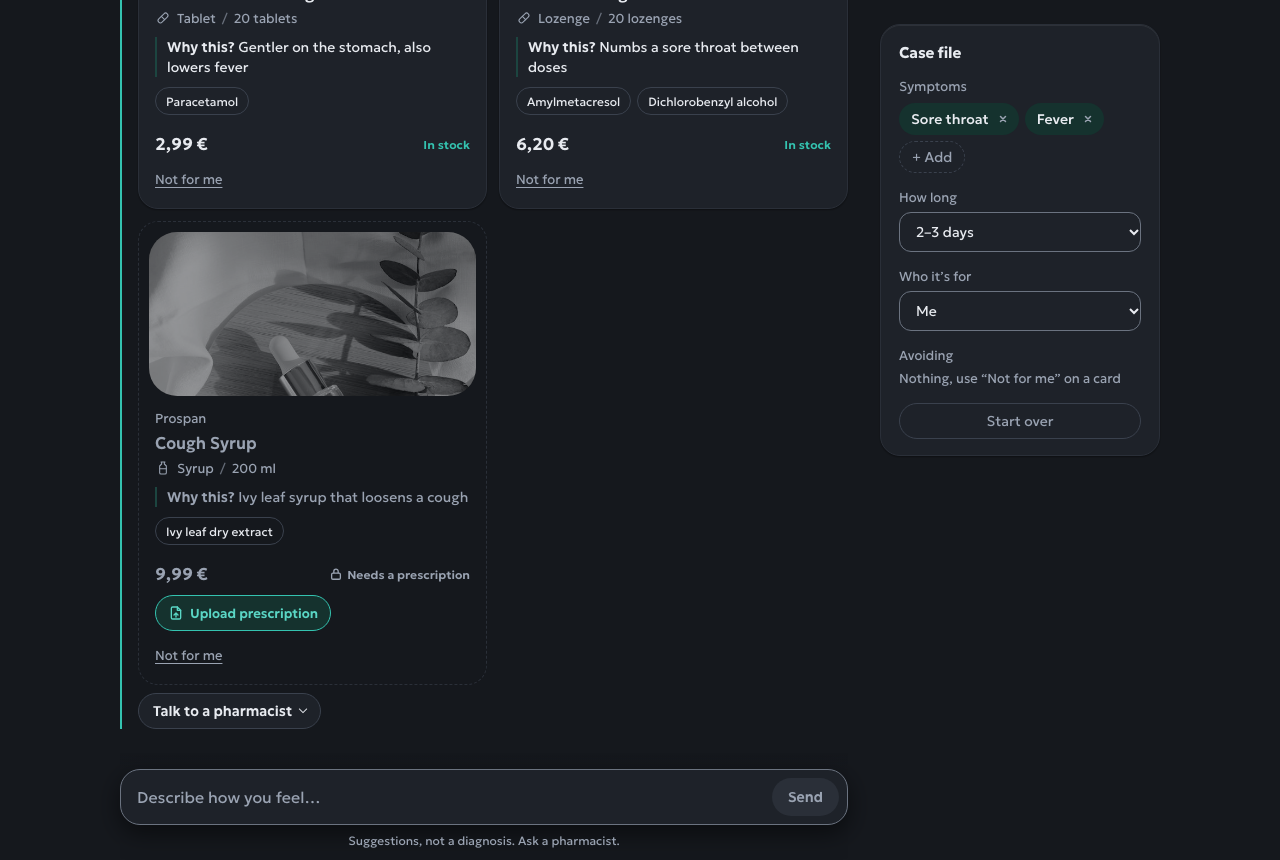 Tablet / 20 tablets
Why this? Gentler on the stomach, also
lowers fever
Paracetamol
2,99 €
In stock
Not for me
Lozenge / 20 lozenges
Why this? Numbs a sore throat between
doses
Amylmetacresol
Dichlorobenzyl alcohol
6,20 €
In stock
Not for me
Prospan
Cough Syrup
Syrup / 200 ml
Why this? Ivy leaf syrup that loosens a cough
Ivy leaf dry extract
9,99 €
Needs a prescription
Upload prescription
Not for me
Talk to a pharmacist
Describe how you feel…
Send
Suggestions, not a diagnosis. Ask a pharmacist.
Case file
Symptoms
Sore throat ×
Fever ×
+ Add
How long
2–3 days
Who it’s for
Me
Avoiding
Nothing, use “Not for me” on a card
Start over